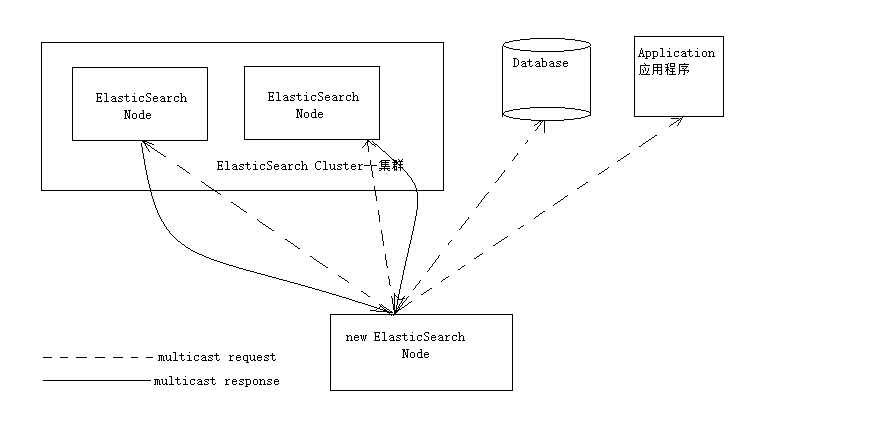 ElasticSearch
Node
ElasticSearch
Node
Database
Application
应用程序
ElasticSearch Cluster--集群
new ElasticSearch
Node
multicast request
multicast response